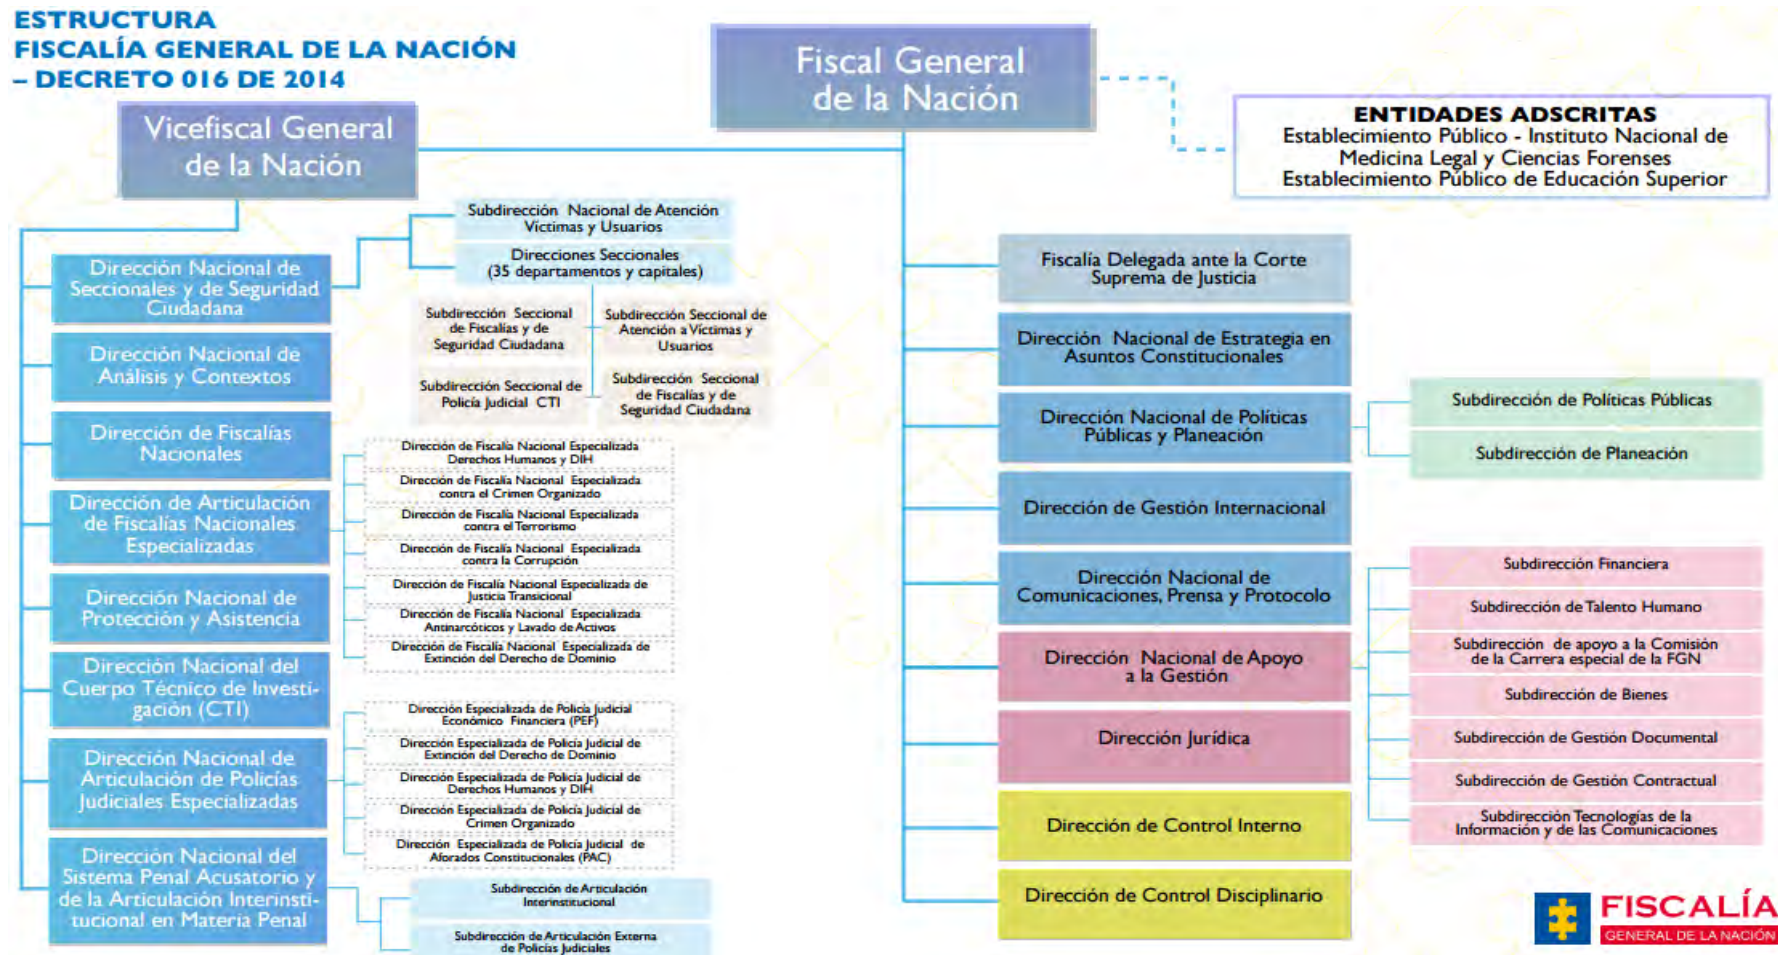 ESTRUCTURA
FISCALÍA GENERAL DE LA NACIÓN
– DECRETO 016 DE 2014
Fiscal General
de la Nación
Vicefiscal General
de la Nación
ENTIDADES ADSCRITAS
Establecimiento Público - Instituto Nacional de
Medicina Legal y Ciencias Forenses
Establecimiento Público de Educación Superior
Dirección Nacional de
Seccionales y de Seguridad
Ciudadana
Subdirección Nacional de Atención
Víctimas y Usuarios
Direcciones Seccionales
(35 departamentos y capitales)
Subdirección Seccional
de Fiscalías y de
Seguridad Ciudadana
Subdirección Seccional de
Atención a Víctimas y
Usuarios
Subdirección Seccional de
Policía Judicial CTI
Subdirección Seccional
de Fiscalías y de
Seguridad Ciudadana
Dirección Nacional de
Análisis y Contextos
Dirección de Fiscalías
Nacionales
Dirección de Articulación
de Fiscalías Nacionales
Especializadas
Dirección de Fiscalía Nacional Especializada
Derechos Humanos y DIH
Dirección de Fiscalía Nacional Especializada
contra el Crimen Organizado
Dirección de Fiscalía Nacional Especializada
contra el Terrorismo
Dirección de Fiscalía Nacional Especializada
contra la Corrupción
Dirección de Fiscalía Nacional Especializada de
Justicia Transicional
Dirección de Fiscalía Nacional Especializada
Antinarcóticos y Lavado de Activos
Dirección de Fiscalía Nacional Especializada de
Extinción del Derecho de Dominio
Dirección Nacional de
Protección y Asistencia
Dirección Nacional del
Cuerpo Técnico de Investi-
gación (CTI)
Dirección Nacional de
Articulación de Policías
Judiciales Especializadas
Dirección Especializada de Policía Judicial
Económico Financiera (PEF)
Dirección Especializada de Policía Judicial de
Extinción del Derecho de Dominio
Dirección Especializada de Policía Judicial de
Derechos Humanos y DIH
Dirección Especializada de Policía Judicial de
Crimen Organizado
Dirección Especializada de Policía Judicial de
Aforados Constitucionales (PAC)
Dirección Nacional del
Sistema Penal Acusatorio y
de la Articulación Interinsti-
tucional en Materia Penal
Subdirección de Articulación
Interinstitucional
Subdirección de Articulación Externa
de Policías Judiciales
Fiscalía Delegada ante la Corte
Suprema de Justicia
Dirección Nacional de Estrategia en
Asuntos Constitucionales
Dirección Nacional de Políticas
Públicas y Planeación
Subdirección de Políticas Públicas
Subdirección de Planeación
Dirección de Gestión Internacional
Dirección Nacional de
Comunicaciones, Prensa y Protocolo
Dirección Nacional de Apoyo
a la Gestión
Subdirección Financiera
Subdirección de Talento Humano
Subdirección de apoyo a la Comisión
de la Carrera especial de la FGN
Subdirección de Bienes
Subdirección de Gestión Documental
Subdirección de Gestión Contractual
Subdirección Tecnologías de la
Información y de las Comunicaciones
Dirección Jurídica
Dirección de Control Interno
Dirección de Control Disciplinario
FISCALÍA
GENERAL DE LA NACIÓN